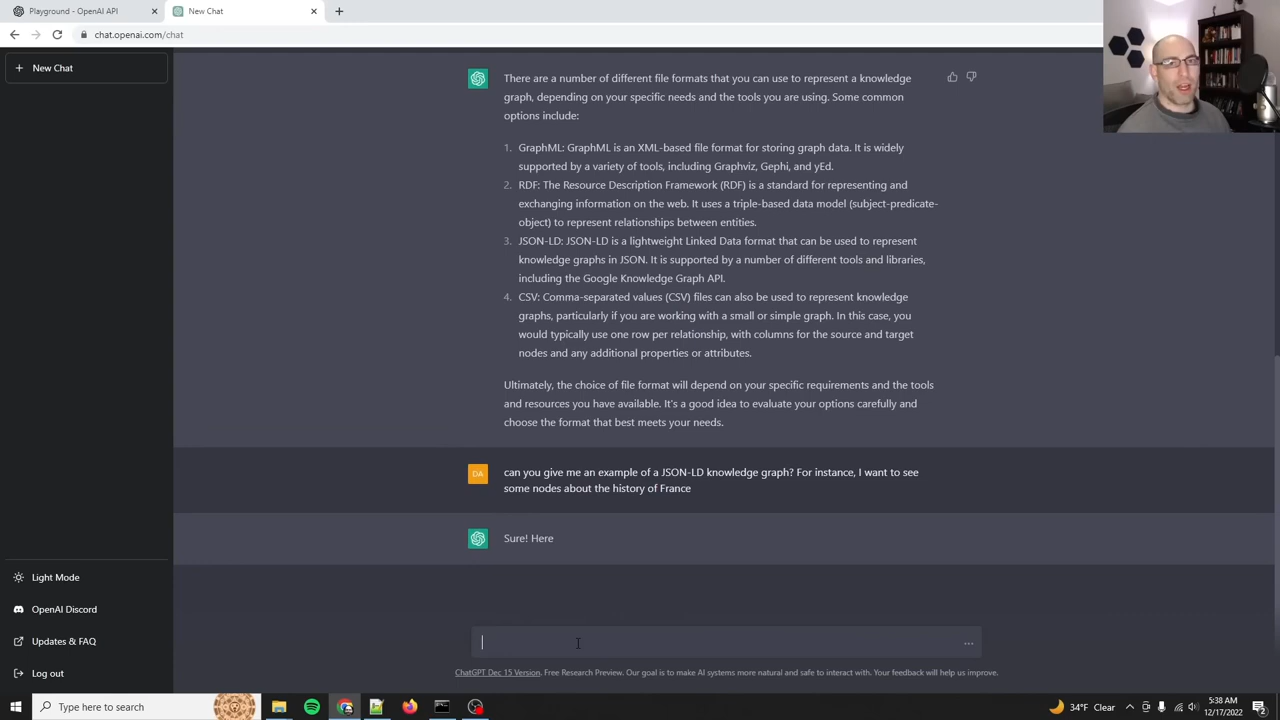 Playground - OpenAI API
New Chat
chat.openai.com/chat
New Chat
There are a number of different file formats that you can use to represent a knowledge
graph, depending on your specific needs and the tools you are using. Some common
options include:
1. GraphML: GraphML is an XML-based file format for storing graph data. It is widely
supported by a variety of tools, including Graphviz, Gephi, and yEd.
2. RDF: The Resource Description Framework (RDF) is a standard for representing and
exchanging information on the web. It uses a triple-based data model (subject-predicate-
object) to represent relationships between entities.
3. JSON-LD: JSON-LD is a lightweight Linked Data format that can be used to represent
knowledge graphs in JSON. It is supported by a number of different tools and libraries,
including the Google Knowledge Graph API.
4. CSV: Comma-separated values (CSV) files can also be used to represent knowledge
graphs, particularly if you are working with a small or simple graph. In this case, you
would typically use one row per relationship, with columns for the source and target
nodes and any additional properties or attributes.
Ultimately, the choice of file format will depend on your specific requirements and the tools
and resources you have available. It's a good idea to evaluate your options carefully and
choose the format that best meets your needs.
DA
can you give me an example of a JSON-LD knowledge graph? For instance, I want to see
some nodes about the history of France
Sure! Here
Light Mode
OpenAI Discord
Updates & FAQ
Log out
ChatGPT Dec 15 Version. Free Research Preview. Our goal is to make AI systems more natural and safe to interact with. Your feedback will help us improve.
Type here to search
34°F Clear
5:38 AM
12/17/2022
2